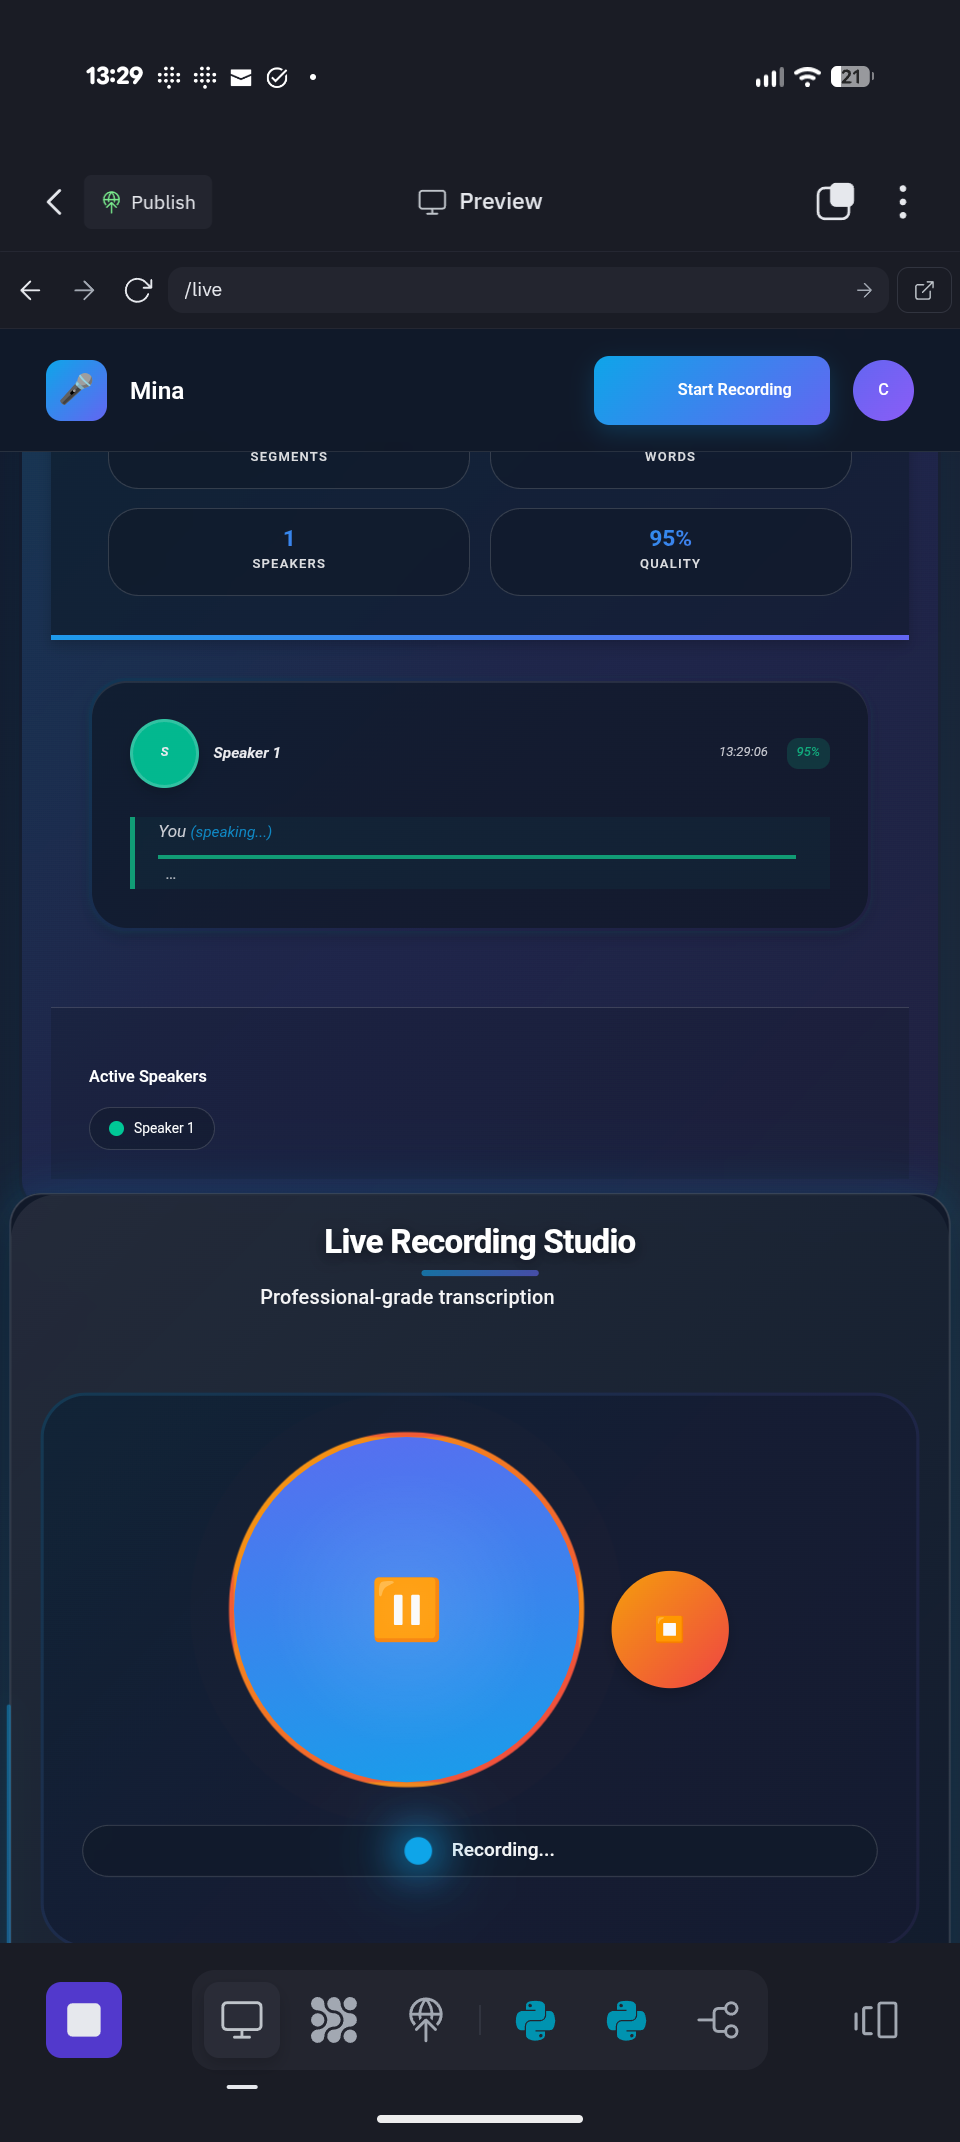 13:29
21
Publish
Preview
/live
Mina
Start Recording
C
SEGMENTS
WORDS
1
SPEAKERS
95%
QUALITY
S
Speaker 1
13:29:06
95%
You (speaking...)
...
Active Speakers
Speaker 1
Live Recording Studio
Professional-grade transcription
Recording...